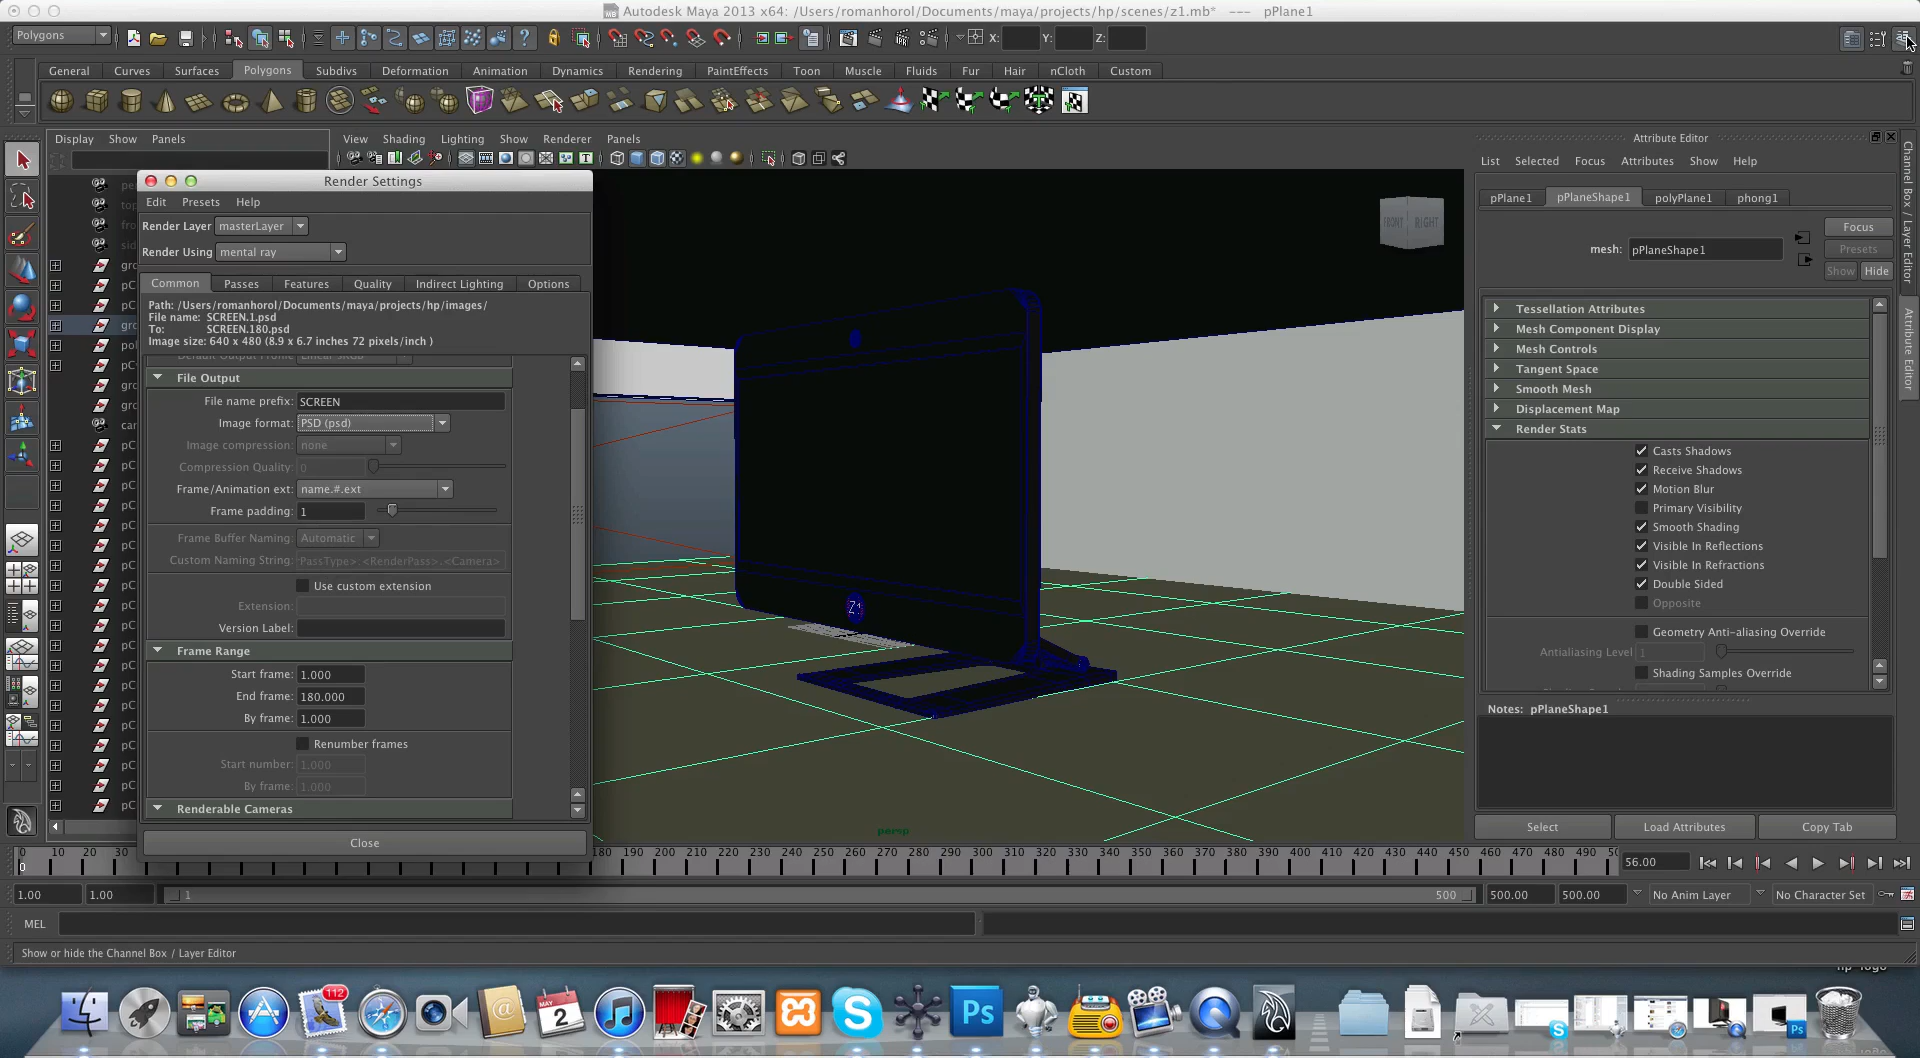 Autodesk Maya 2013 x64: /Users/romanhorol/Documents/maya/projects/hp/scenes/z1.mb*  ---  pPlane1
Polygons
X:
Y:
Z:
General Curves Surfaces Polygons Subdivs Deformation Animation Dynamics Rendering PaintEffects Toon Muscle Fluids Fur Hair nCloth Custom
Display Show Panels
View Shading Lighting Show Renderer Panels
Render Settings
Edit Presets Help
Render Layer masterLayer
Render Using mental ray
Common Passes Features Quality Indirect Lighting Options
Path: /Users/romanhorol/Documents/maya/projects/hp/images/
File name: SCREEN.1.psd
To: SCREEN.180.psd
Image size: 640 x 480 (8.9 x 6.7 inches 72 pixels/inch )
File Output
File name prefix: SCREEN
Image format: PSD (psd)
Image compression: none
Compression Quality: 0
Frame/Animation ext: name.#.ext
Frame padding: 1
Frame Buffer Naming: Automatic
Custom Naming String: PassType>:<RenderPass>.<Camera>
Use custom extension
Extension:
Version Label:
Frame Range
Start frame: 1.000
End frame: 180.000
By frame: 1.000
Renumber frames
Start number: 1.000
By frame: 1.000
Renderable Cameras
Close
FRONT RIGHT
Z1
persp
Attribute Editor
List Selected Focus Attributes Show Help
pPlane1 pPlaneShape1 polyPlane1 phong1
mesh: pPlaneShape1
Focus
Presets
Show Hide
Tessellation Attributes
Mesh Component Display
Mesh Controls
Tangent Space
Smooth Mesh
Displacement Map
Render Stats
Casts Shadows
Receive Shadows
Motion Blur
Primary Visibility
Smooth Shading
Visible In Reflections
Visible In Refractions
Double Sided
Opposite
Geometry Anti-aliasing Override
Antialiasing Level 1
Shading Samples Override
Notes: pPlaneShape1
Select Load Attributes Copy Tab
Channel Box / Layer Editor
Attribute Editor
0 10 20 30 180 190 200 210 220 230 240 250 260 270 280 290 300 310 320 330 340 350 360 370 380 390 400 410 420 430 440 450 460 470 480 490
0
56.00
1.00 1.00 1 500 500.00 500.00 No Anim Layer No Character Set
MEL
Show or hide the Channel Box / Layer Editor
112
MAY
2
Ps